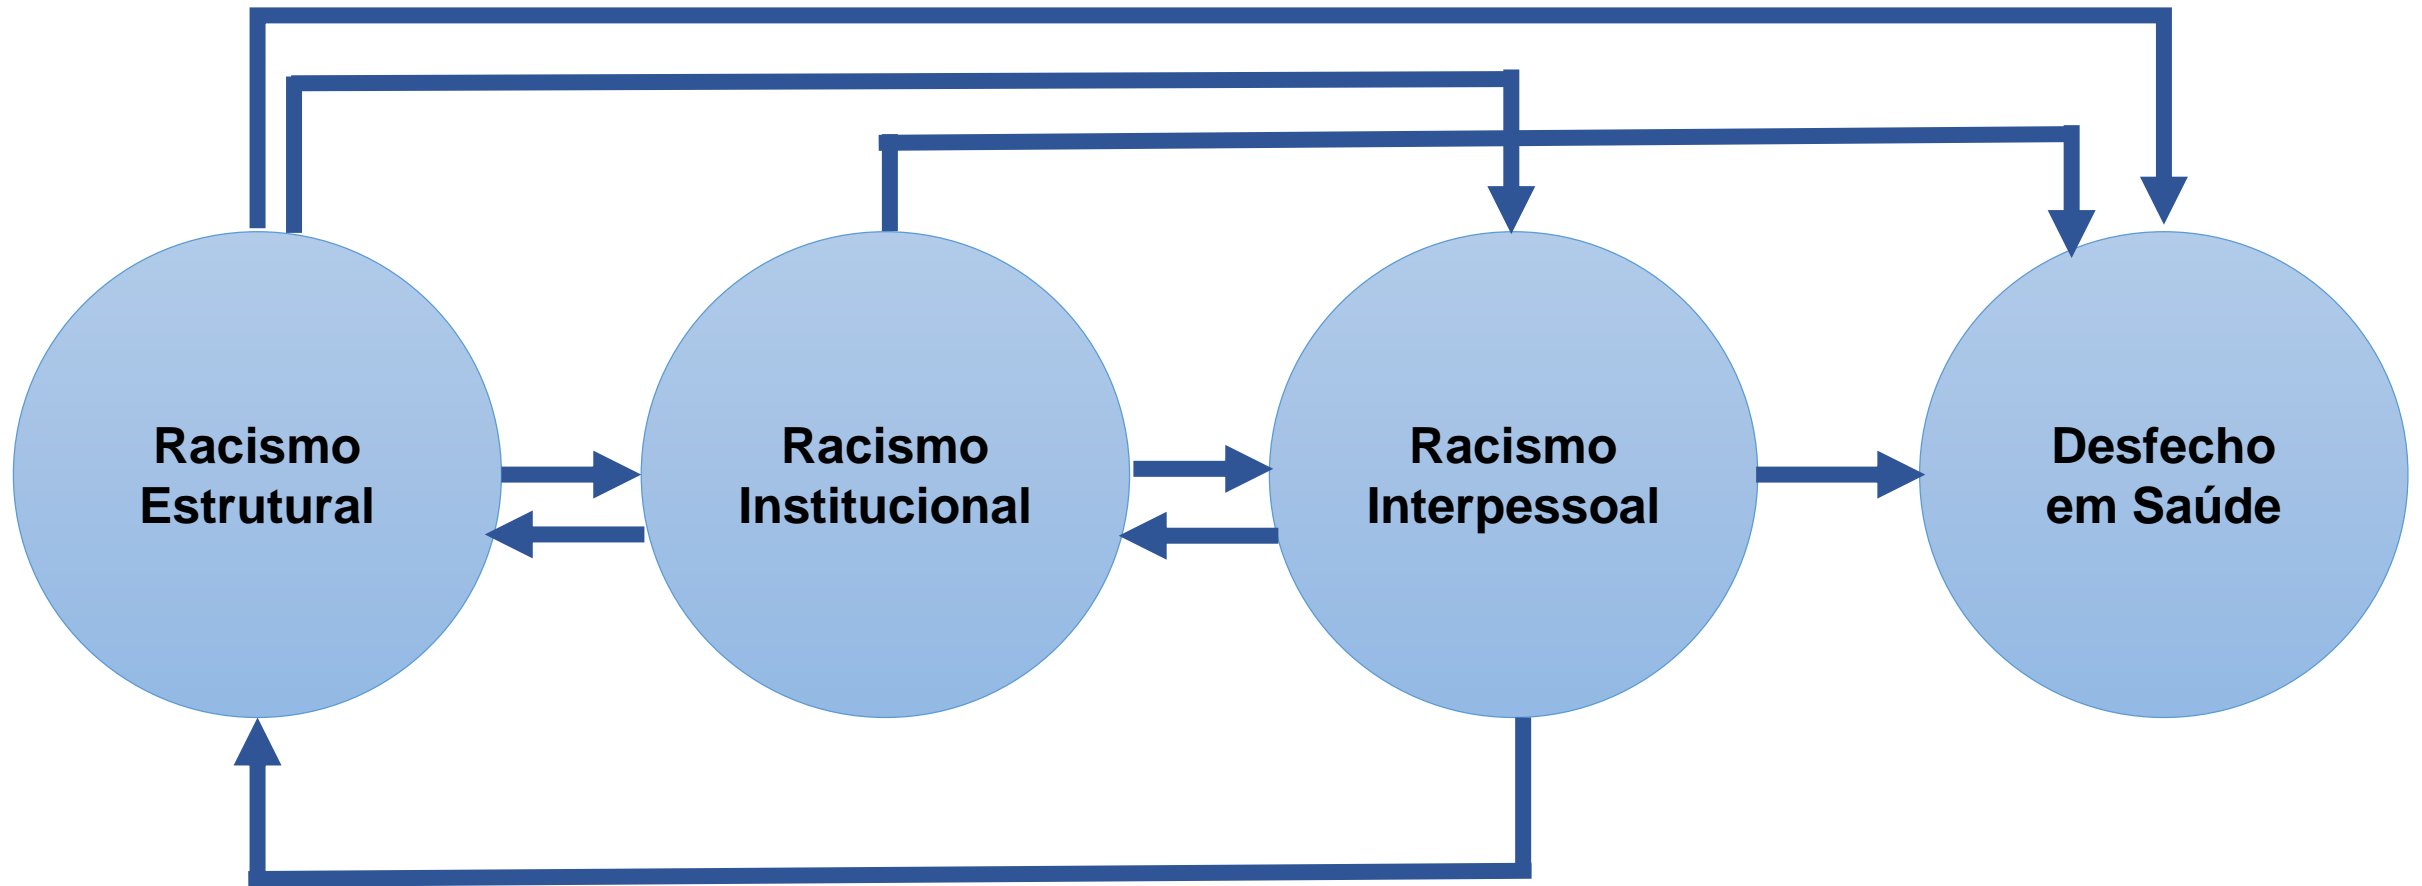 Racismo
Estrutural
Racismo
Institucional
Racismo
Interpessoal
Desfecho
em Saúde